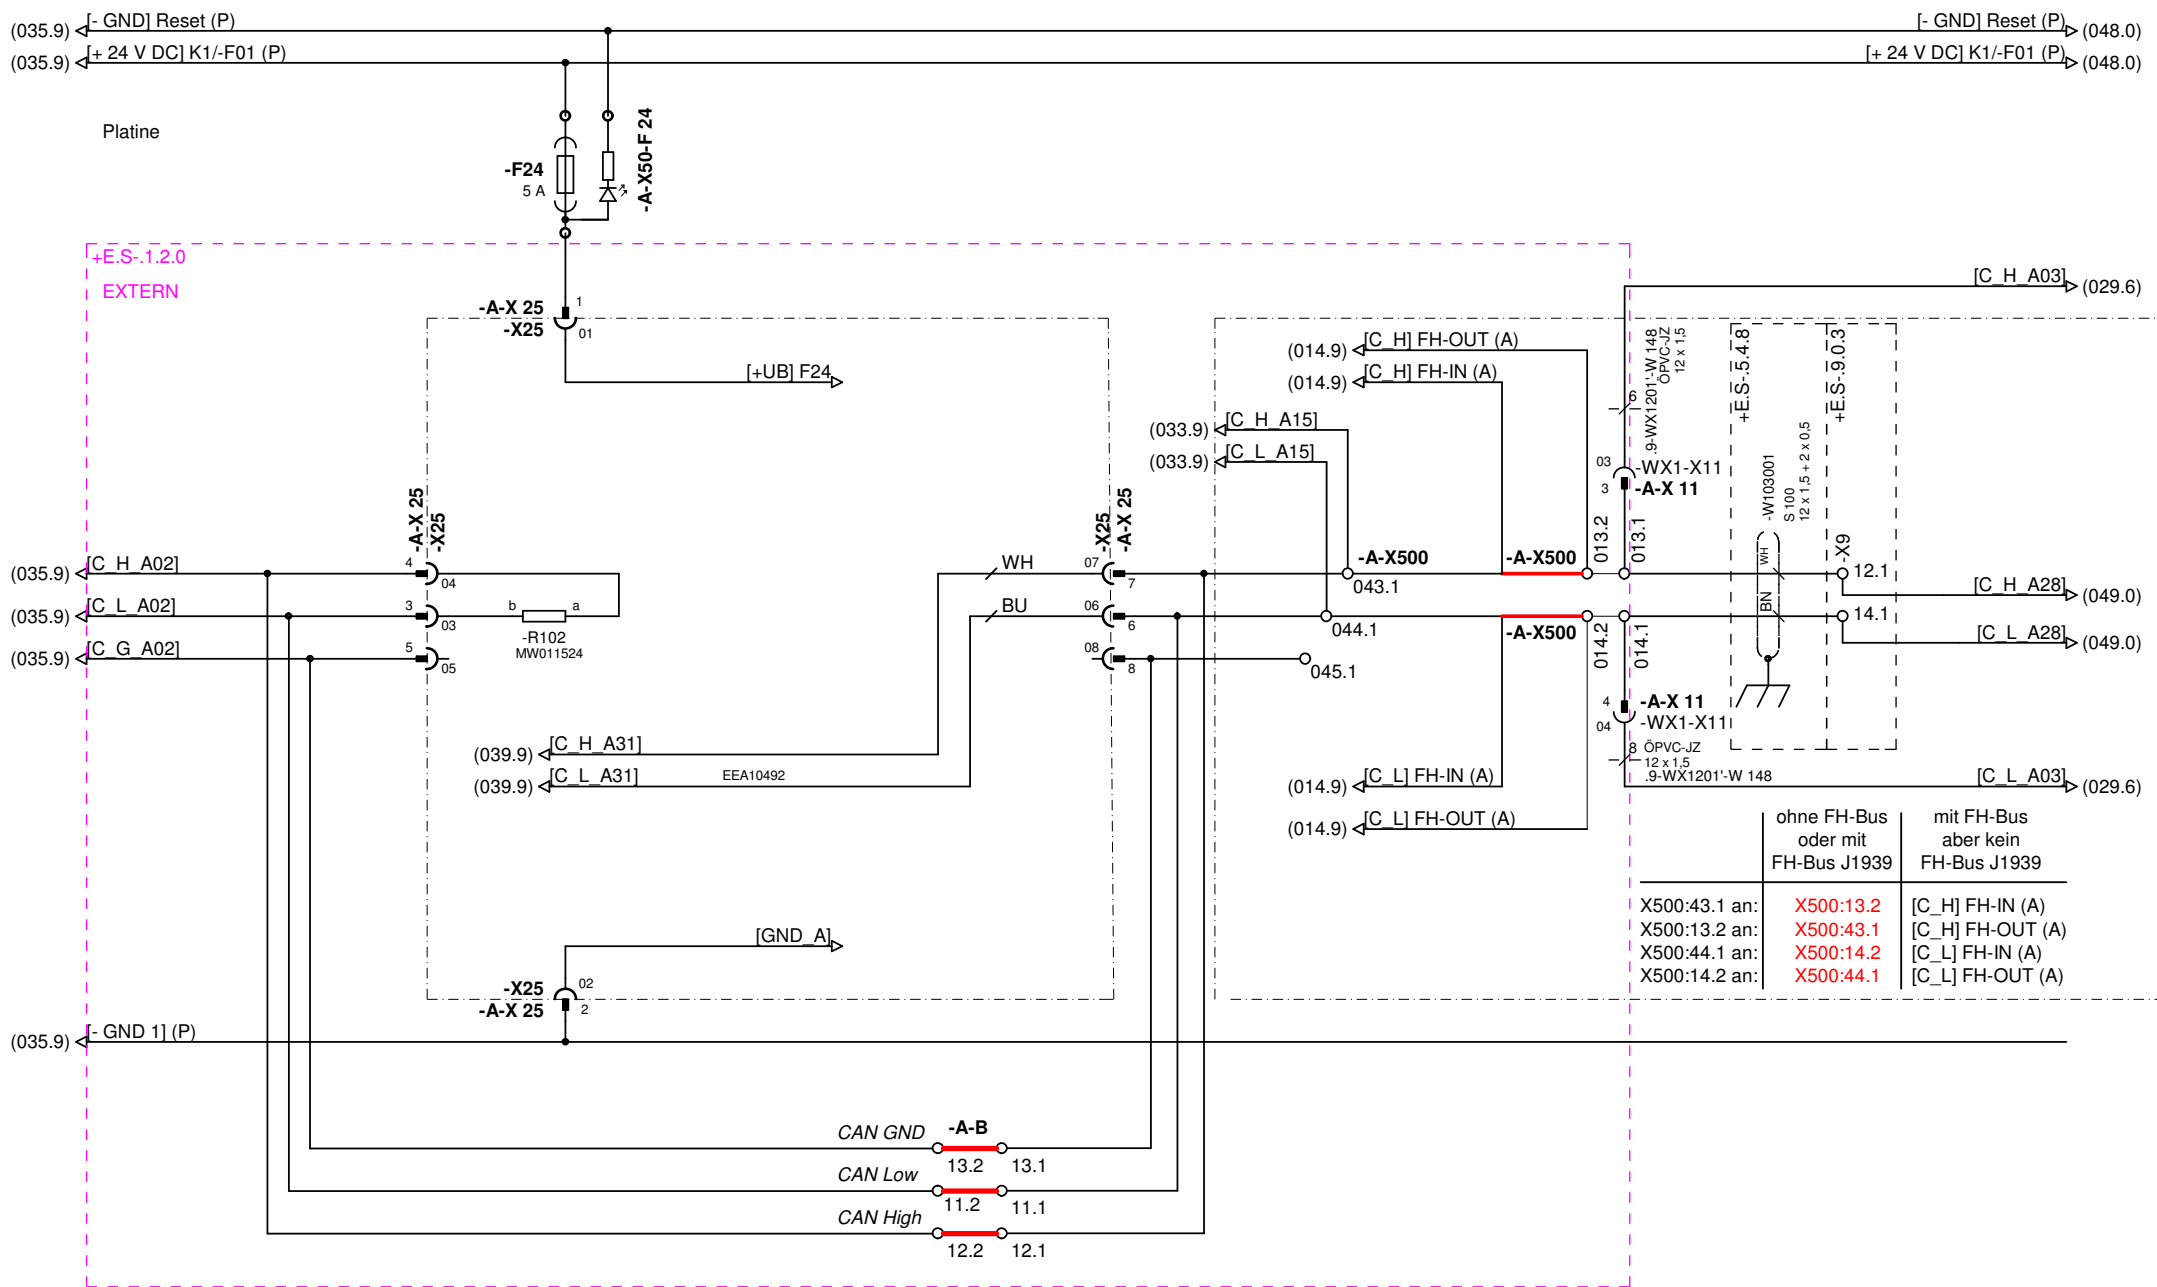 (035.9) [- GND] Reset (P) [- GND] Reset (P) (048.0)
(035.9) [+ 24 V DC] K1/-F01 (P) [+ 24 V DC] K1/-F01 (P) (048.0)
Platine
-F24
5 A
-A-X50-F 24
+E.S-.1.2.0
EXTERN
-A-X 25 1
-X25 01
[+UB] F24
[C_H_A03] (029.6)
(014.9) [C_H] FH-OUT (A)
(014.9) [C_H] FH-IN (A)
(033.9) [C_H_A15]
(033.9) [C_L_A15]
6
.9-WX1201'-W 148
ÖPVC-JZ
12 x 1,5
+E.S-.5.4.8
+E.S-.9.0.3
03 -WX1-X11
3 -A-X 11
-W103001
S 100
12 x 1,5 + 2 x 0,5
-A-X 25
-X25
-X25
-A-X 25
013.2
013.1
-X9
(035.9) [C_H_A02] 4 04
WH 07 7
-A-X500
043.1
-A-X500
WH
12.1
[C_H_A28] (049.0)
(035.9) [C_L_A02] 3 03 b a
-R102
MW011524
BU 06 6
044.1
-A-X500
014.2
014.1
BN
14.1
[C_L_A28] (049.0)
(035.9) [C_G_A02] 5 05
08 8
045.1
4 -A-X 11
04 -WX1-X11
(039.9) [C_H_A31]
(039.9) [C_L_A31] EEA10492
(014.9) [C_L] FH-IN (A)
(014.9) [C_L] FH-OUT (A)
8 ÖPVC-JZ
12 x 1,5
.9-WX1201'-W 148
[C_L_A03] (029.6)
ohne FH-Bus mit FH-Bus
oder mit aber kein
FH-Bus J1939 FH-Bus J1939
X500:43.1 an: X500:13.2 [C_H] FH-IN (A)
X500:13.2 an: X500:43.1 [C_H] FH-OUT (A)
X500:44.1 an: X500:14.2 [C_L] FH-IN (A)
X500:14.2 an: X500:44.1 [C_L] FH-OUT (A)
[GND_A]
-X25 02
-A-X 25 2
(035.9) [- GND 1] (P)
CAN GND -A-B
13.2 13.1
CAN Low
11.2 11.1
CAN High
12.2 12.1